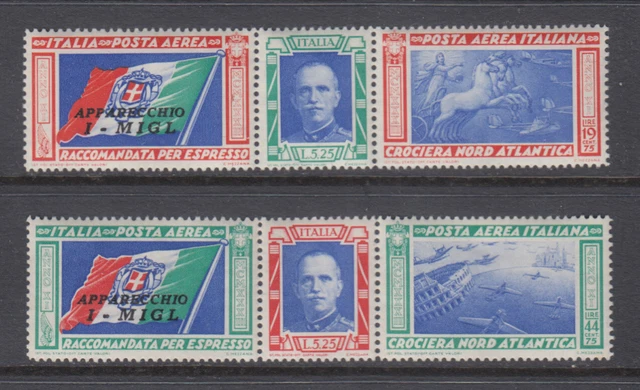 ITALIA POSTA AEREA
APPARECCHIO
I-MIGL
RACCOMANDATA PER ESPRESSO
ITALIA
L.5.25
POSTA AEREA ITALIANA
LIRE
19
CENT
75
CROCIERA NORD ATLANTICA
ITALIA POSTA AEREA
APPARECCHIO
I-MIGL
RACCOMANDATA PER ESPRESSO
ITALIA
L.5.25
POSTA AEREA ITALIANA
LIRE
44
CENT
75
CROCIERA NORD ATLANTICA